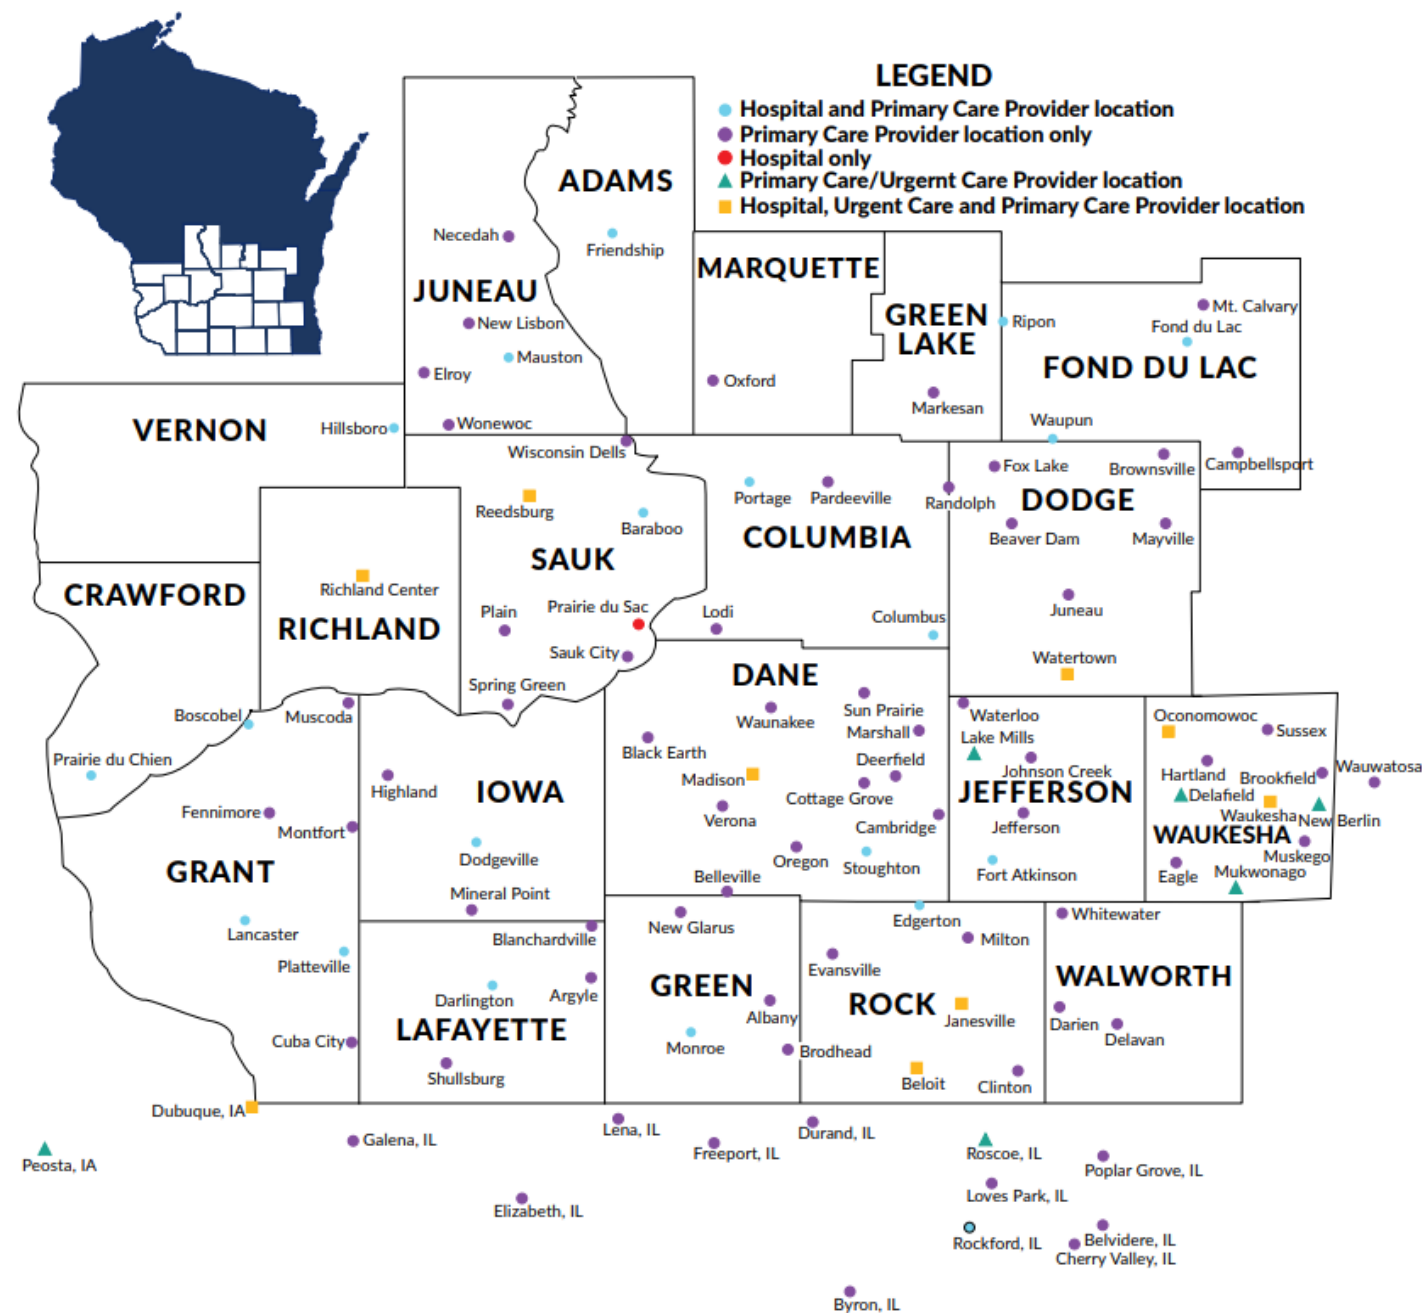 LEGEND
Hospital and Primary Care Provider location
Primary Care Provider location only
Hospital only
Primary Care/Urgernt Care Provider location
Hospital, Urgent Care and Primary Care Provider location
ADAMS
Necedah
Friendship
MARQUETTE
JUNEAU
GREEN
LAKE
Mt. Calvary
New Lisbon
Ripon
Fond du Lac
Mauston
FOND DU LAC
Elroy
Oxford
Markesan
VERNON
Hillsboro
Wonewoc
Waupun
Wisconsin Dells
Fox Lake
Brownsville
Campbellsport
Portage
Pardeeville
Randolph
DODGE
Reedsburg
Baraboo
COLUMBIA
Beaver Dam
Mayville
SAUK
CRAWFORD
Richland Center
RICHLAND
Plain
Prairie du Sac
Lodi
Columbus
Juneau
Sauk City
Watertown
Spring Green
DANE
Boscobel
Muscoda
Waunakee
Sun Prairie
Marshall
Waterloo
Lake Mills
Oconomowoc
Sussex
Prairie du Chien
Black Earth
Deerfield
Johnson Creek
Hartland
Brookfield
Wauwatosa
Highland
IOWA
Madison
Cottage Grove
JEFFERSON
Delafield
Fennimore
Montfort
Verona
Cambridge
Jefferson
Waukesha
New Berlin
WAUKESHA
Muskego
GRANT
Dodgeville
Oregon
Stoughton
Fort Atkinson
Eagle
Mukwonago
Mineral Point
Belleville
Lancaster
Blanchardville
New Glarus
Edgerton
Milton
Whitewater
Platteville
Evansville
WALWORTH
Darlington
Argyle
GREEN
Albany
ROCK
Janesville
LAFAYETTE
Darien
Delavan
Cuba City
Monroe
Brodhead
Shullsburg
Beloit
Clinton
Dubuque, IA
Galena, IL
Lena, IL
Durand, IL
Freeport, IL
Roscoe, IL
Peosta, IA
Poplar Grove, IL
Loves Park, IL
Elizabeth, IL
Rockford, IL
Belvidere, IL
Cherry Valley, IL
Byron, IL